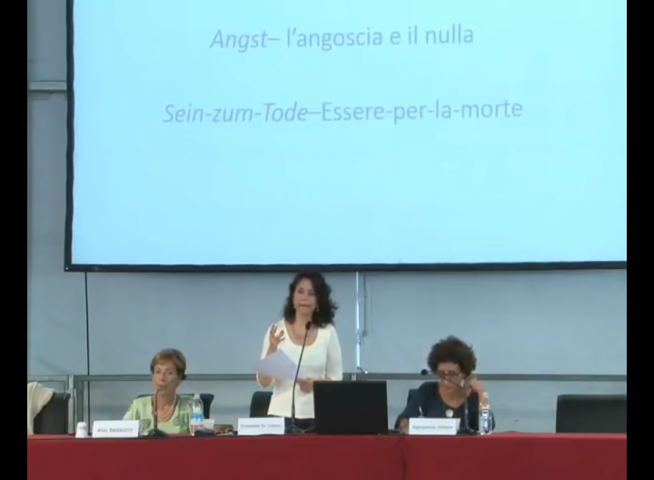 Angst– l'angoscia e il nulla
Sein-zum-Tode–Essere-per-la-morte